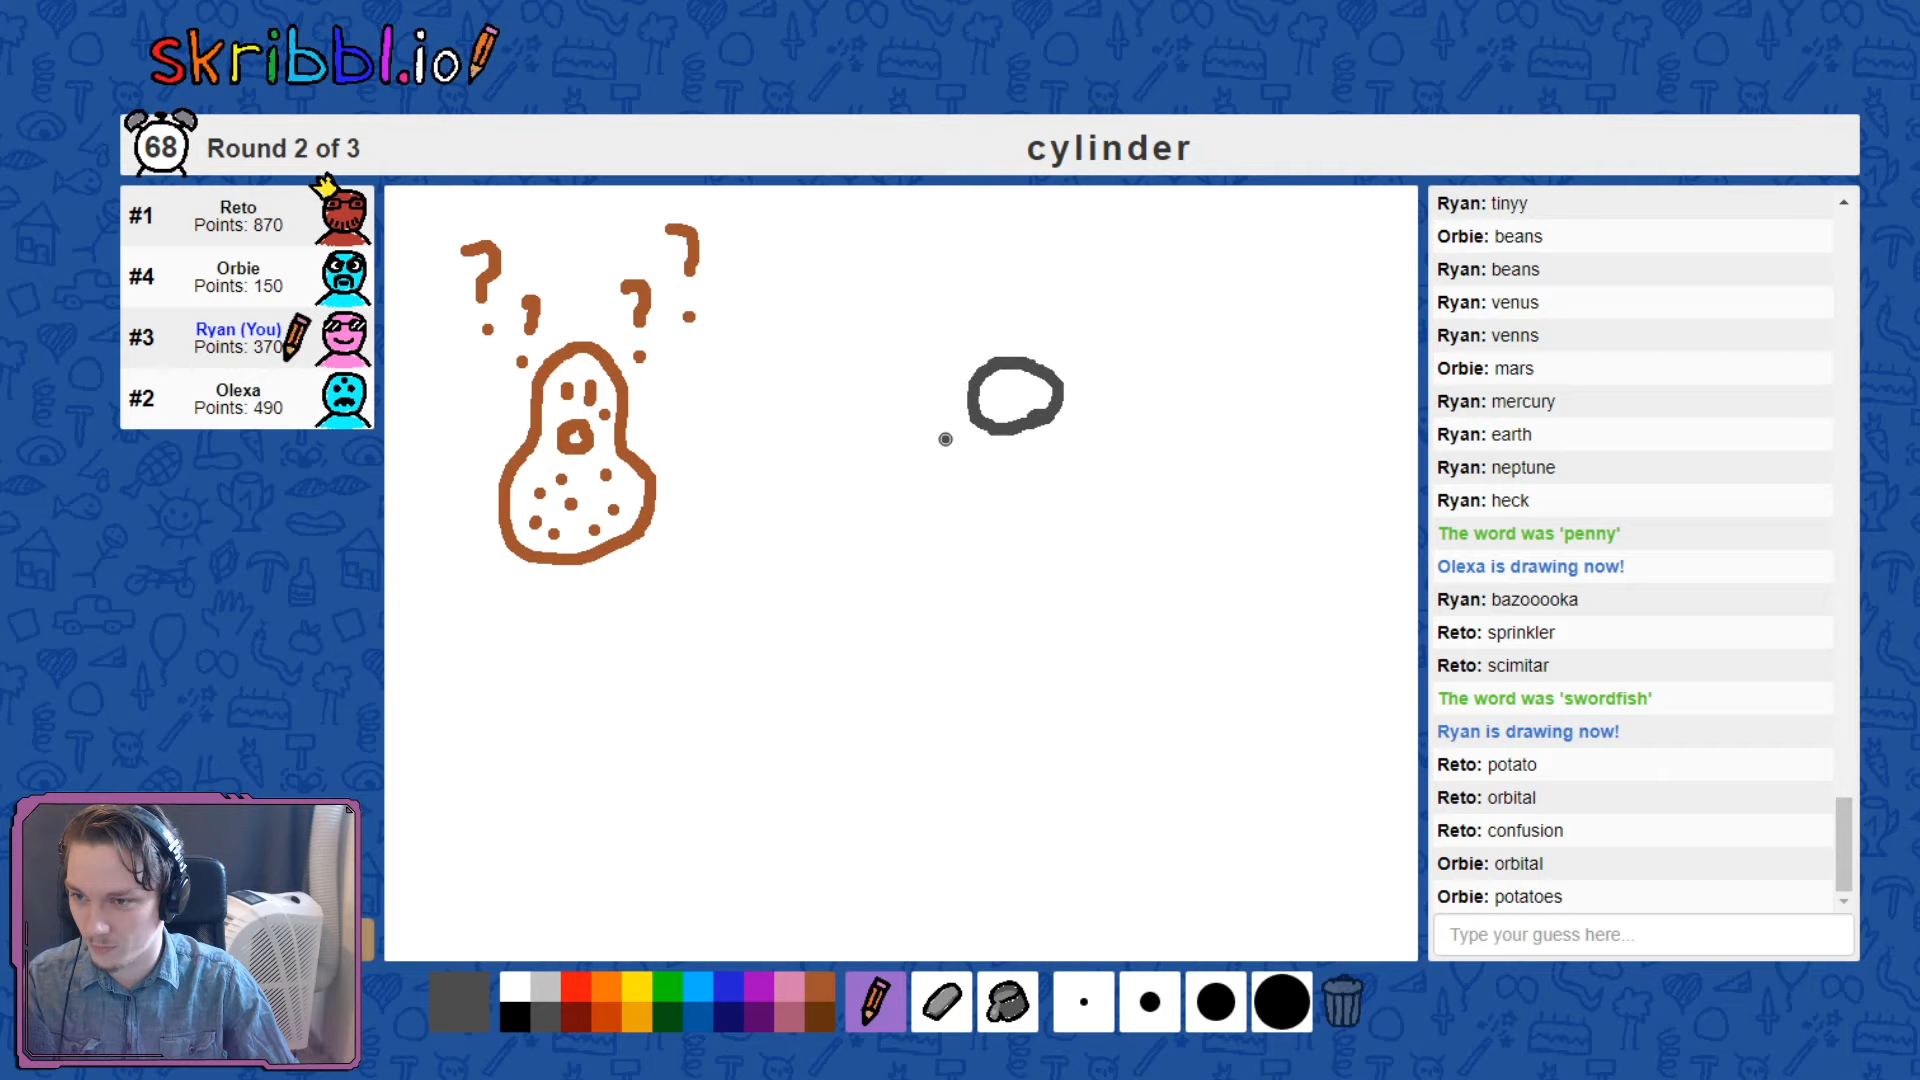 skribbl.io
68
Round 2 of 3
cylinder
#1
Reto
Points: 870
#4
Orbie
Points: 150
#3
Ryan (You)
Points: 370
#2
Olexa
Points: 490
? ? ? ?
Ryan: tinyy
Orbie: beans
Ryan: beans
Ryan: venus
Ryan: venns
Orbie: mars
Ryan: mercury
Ryan: earth
Ryan: neptune
Ryan: heck
The word was 'penny'
Olexa is drawing now!
Ryan: bazooooka
Reto: sprinkler
Reto: scimitar
The word was 'swordfish'
Ryan is drawing now!
Reto: potato
Reto: orbital
Reto: confusion
Orbie: orbital
Orbie: potatoes
Type your guess here...